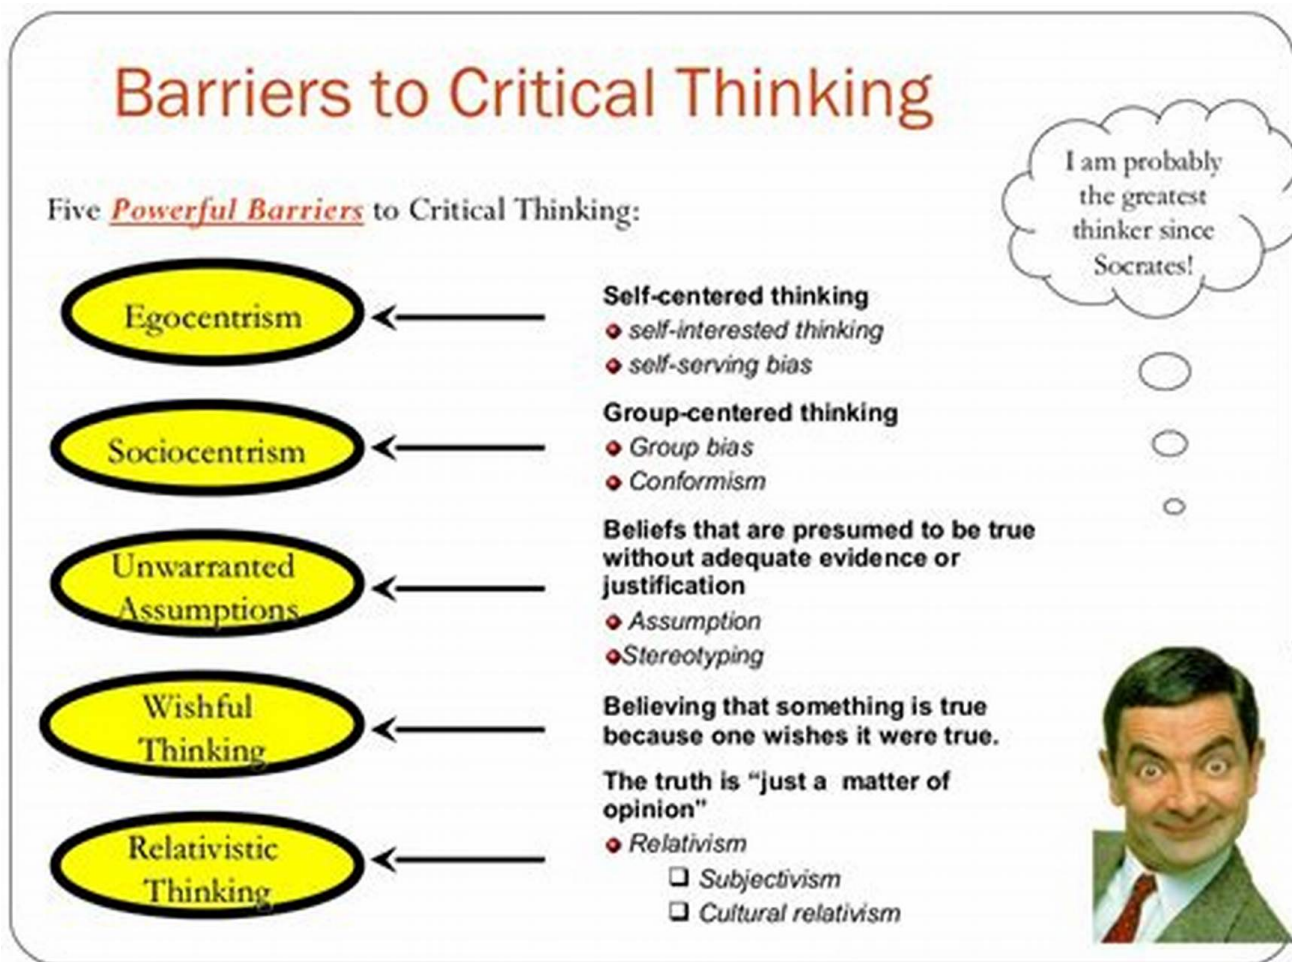 Barriers to Critical Thinking
I am probably
the greatest
thinker since
Socrates!
Five Powerful Barriers to Critical Thinking:
Egocentrism
Self-centered thinking
self-interested thinking
self-serving bias
Sociocentrism
Group-centered thinking
Group bias
Conformism
Unwarranted
Assumptions
Beliefs that are presumed to be true
without adequate evidence or
justification
Assumption
Stereotyping
Wishful
Thinking
Believing that something is true
because one wishes it were true.
Relativistic
Thinking
The truth is “just a matter of
opinion”
Relativism
Subjectivism
Cultural relativism